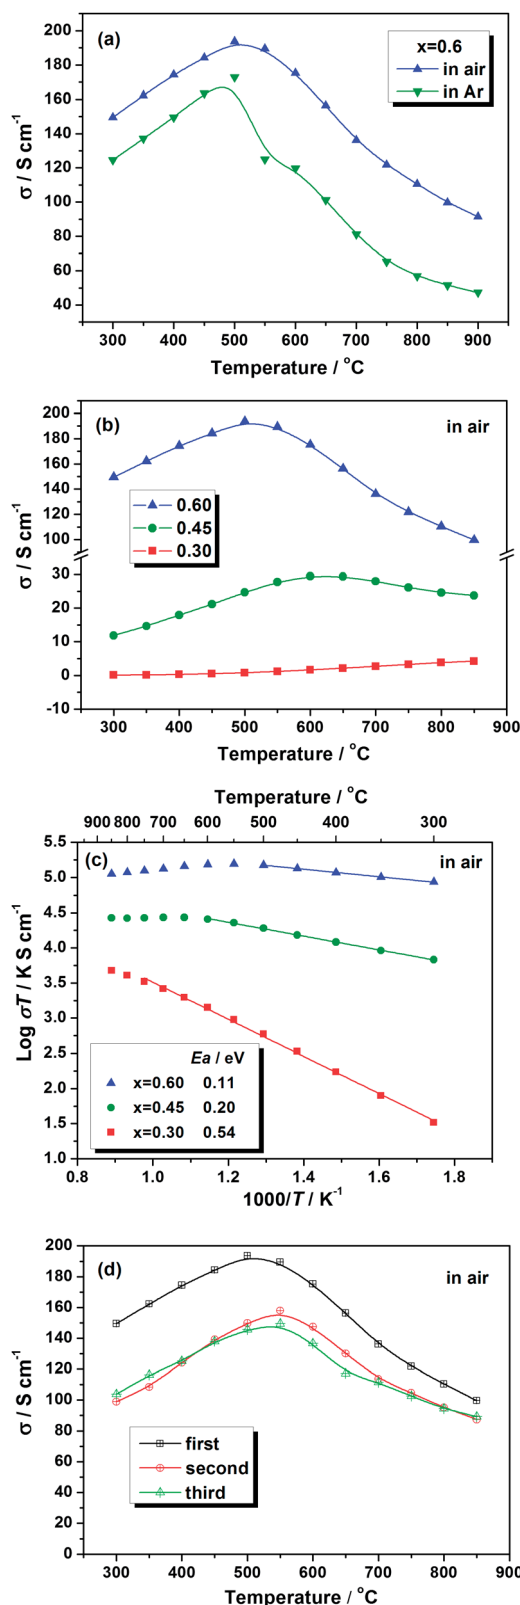 (a)
x=0.6
in air
in Ar
200
180
160
140
120
100
80
60
40
σ / S cm⁻¹
300 400 500 600 700 800 900
Temperature / °C
(b)
in air
200
180
160
140
120
100
30
20
10
0
-10
0.60
0.45
0.30
σ / S cm⁻¹
300 400 500 600 700 800 900
Temperature / °C
Temperature / °C
900 800 700 600 500 400 300
(c)
in air
5.5
5.0
4.5
4.0
3.5
3.0
2.5
2.0
1.5
1.0
Log σT / K S cm⁻¹
Ea / eV
x=0.60 0.11
x=0.45 0.20
x=0.30 0.54
0.8 1.0 1.2 1.4 1.6 1.8
1000/T / K⁻¹
(d)
in air
200
180
160
140
120
100
80
60
40
20
0
σ / S cm⁻¹
first
second
third
300 400 500 600 700 800 900
Temperature / °C